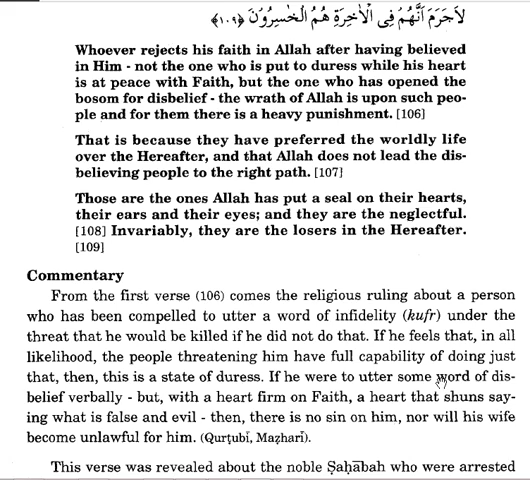 لَاجَرَمَ اَنَّهُمْ فِى الْاٰخِرَةِ هُمُ الْخٰسِرُوْنَ ﴿١٠٩﴾
Whoever rejects his faith in Allah after having believed
in Him - not the one who is put to duress while his heart
is at peace with Faith, but the one who has opened the
bosom for disbelief - the wrath of Allah is upon such peo-
ple and for them there is a heavy punishment. [106]
That is because they have preferred the worldly life
over the Hereafter, and that Allah does not lead the dis-
believing people to the right path. [107]
Those are the ones Allah has put a seal on their hearts,
their ears and their eyes; and they are the neglectful.
[108] Invariably, they are the losers in the Hereafter.
[109]
Commentary
From the first verse (106) comes the religious ruling about a person
who has been compelled to utter a word of infidelity (kufr) under the
threat that he would be killed if he did not do that. If he feels that, in all
likelihood, the people threatening him have full capability of doing just
that, then, this is a state of duress. If he were to utter some word of dis-
belief verbally - but, with a heart firm on Faith, a heart that shuns say-
ing what is false and evil - then, there is no sin on him, nor will his wife
become unlawful for him. (Qurṭubī, Maẓharī).
This verse was revealed about the noble Ṣaḥābah who were arrested